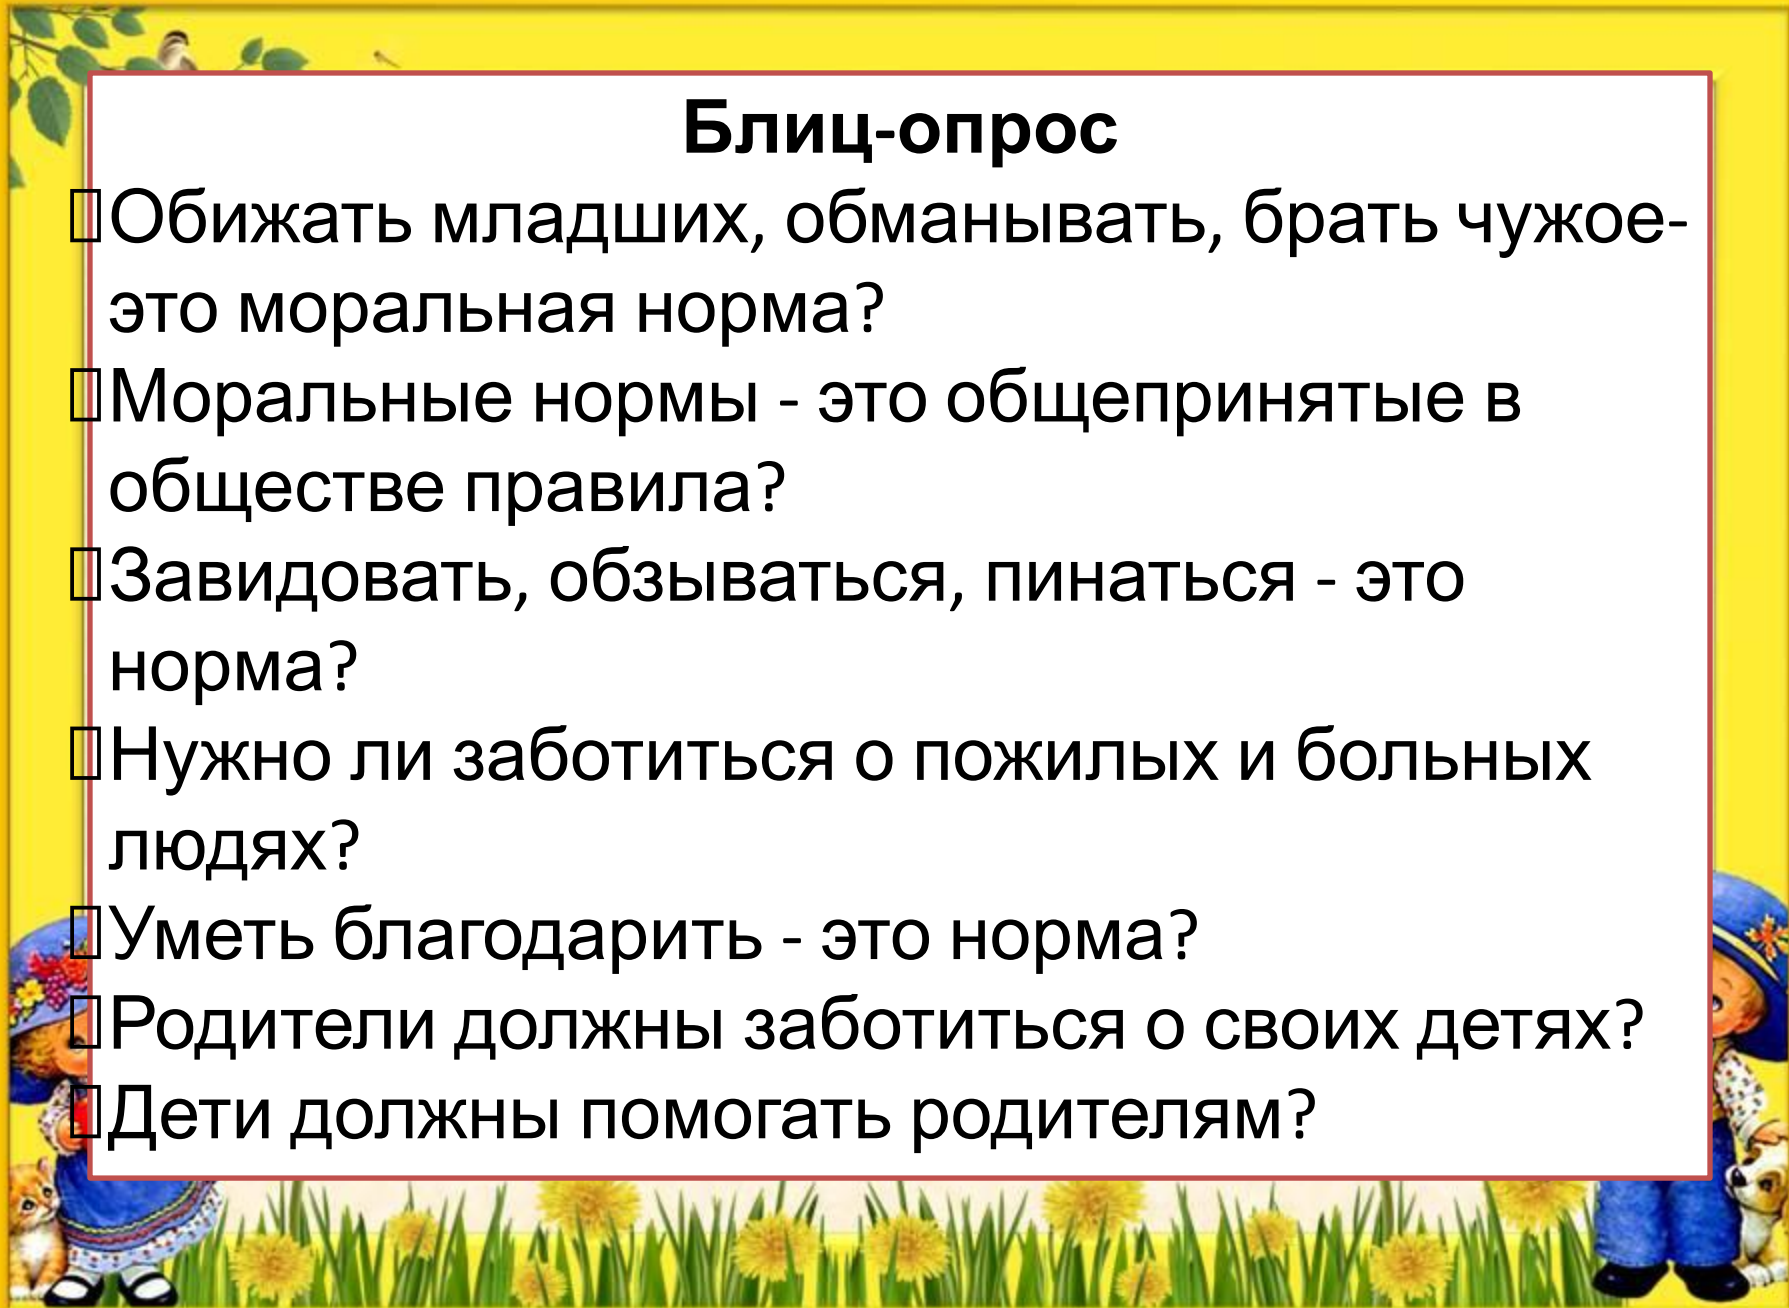 Блиц-опрос
Обижать младших, обманывать, брать чужое-
это моральная норма?
Моральные нормы - это общепринятые в
обществе правила?
Завидовать, обзываться, пинаться - это
норма?
Нужно ли заботиться о пожилых и больных
людях?
Уметь благодарить - это норма?
Родители должны заботиться о своих детях?
Дети должны помогать родителям?